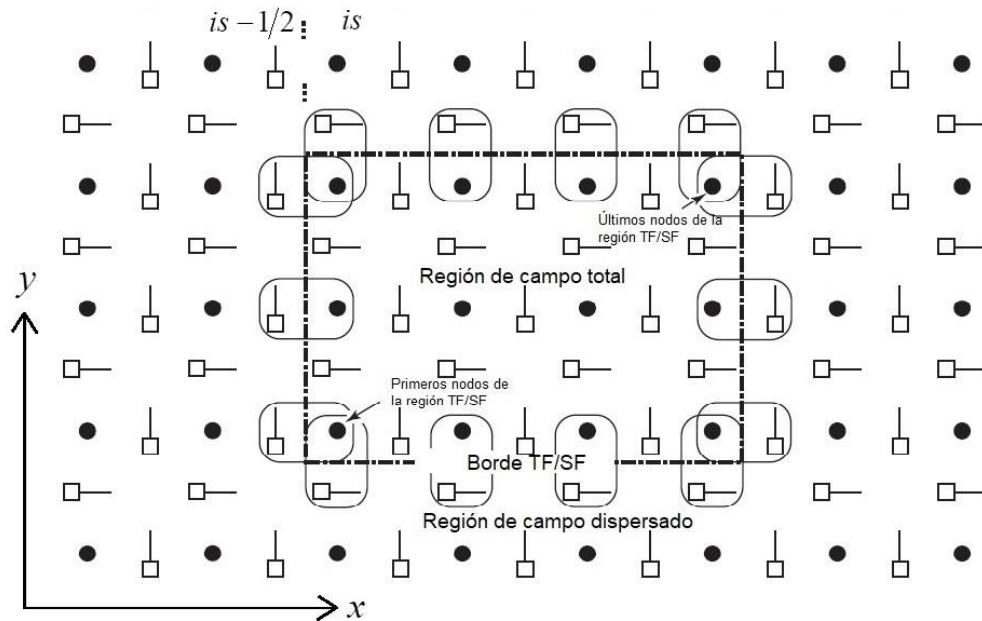 is – 1/2
is
Últimos nodos de la
región TF/SF
Región de campo total
y
Primeros nodos de
la región TF/SF
Borde TF/SF
Región de campo dispersado
x